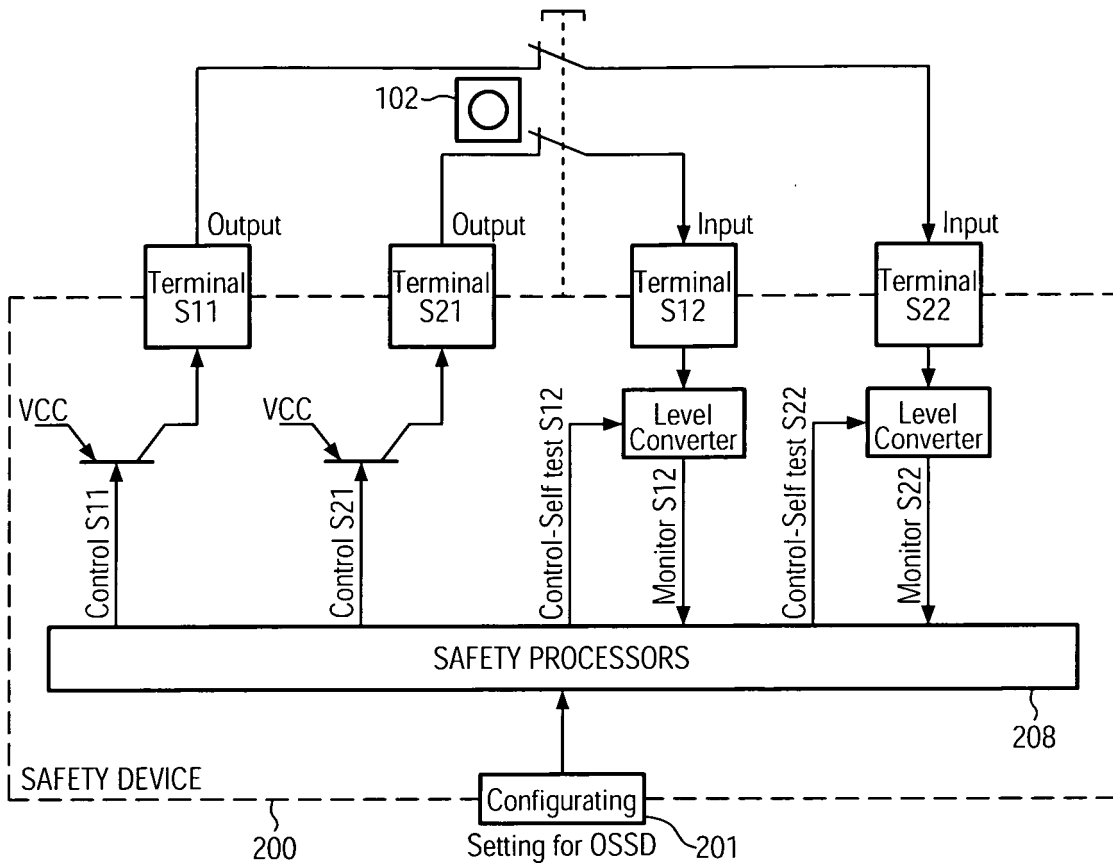 102
Output
Output
Input
Input
Terminal
S11
Terminal
S21
Terminal
S12
Terminal
S22
VCC
VCC
Level
Converter
Level
Converter
Control S11
Control S21
Control-Self test S12
Monitor S12
Control-Self test S22
Monitor S22
SAFETY PROCESSORS
208
SAFETY DEVICE
Configurating
200
Setting for OSSD
201